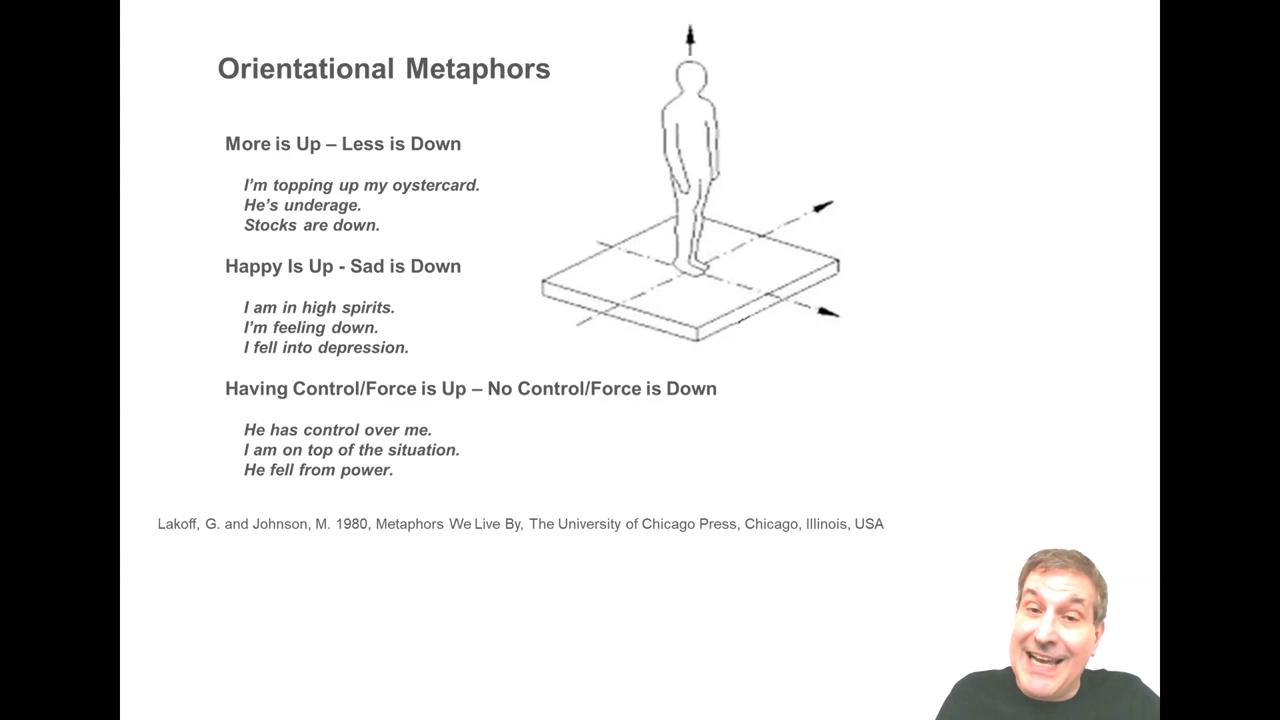 Orientational Metaphors
More is Up – Less is Down
I’m topping up my oystercard.
He’s underage.
Stocks are down.
Happy Is Up - Sad is Down
I am in high spirits.
I’m feeling down.
I fell into depression.
Having Control/Force is Up – No Control/Force is Down
He has control over me.
I am on top of the situation.
He fell from power.
Lakoff, G. and Johnson, M. 1980, Metaphors We Live By, The University of Chicago Press, Chicago, Illinois, USA